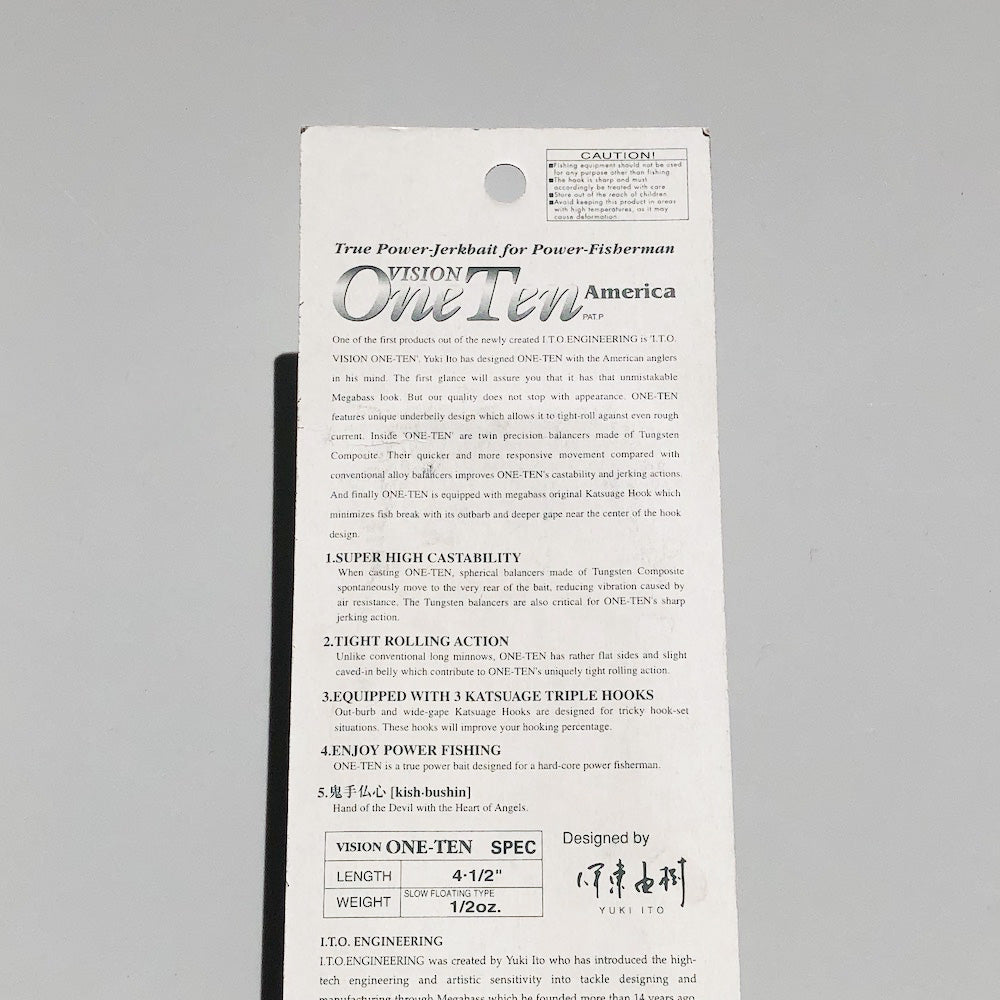 CAUTION!
■Fishing equipment should not be used
for any purpose other than fishing.
■The hook is sharp and must
accordingly be treated with care.
■Store out of the reach of children.
■Avoid keeping this product in areas
with high temperatures, as it may
cause deformation.
True Power-Jerkbait for Power-Fisherman
VISION
OneTen America
PAT.P
One of the first products out of the newly created I.T.O.ENGINEERING is 'I.T.O.
VISION ONE-TEN'. Yuki Ito has designed ONE-TEN with the American anglers
in his mind. The first glance will assure you that it has that unmistakable
Megabass look. But our quality does not stop with appearance. ONE-TEN
features unique underbelly design which allows it to tight-roll against even rough
current. Inside 'ONE-TEN' are twin precision balancers made of Tungsten
Composite. Their quicker and more responsive movement compared with
conventional alloy balancers improves ONE-TEN's castability and jerking actions.
And finally ONE-TEN is equipped with megabass original Katsuage Hook which
minimizes fish break with its outbarb and deeper gape near the center of the hook
design.
1.SUPER HIGH CASTABILITY
When casting ONE-TEN, spherical balancers made of Tungsten Composite
spontaneously move to the very rear of the bait, reducing vibration caused by
air resistance. The Tungsten balancers are also critical for ONE-TEN's sharp
jerking action.
2.TIGHT ROLLING ACTION
Unlike conventional long minnows, ONE-TEN has rather flat sides and slight
caved-in belly which contribute to ONE-TEN's uniquely tight rolling action.
3.EQUIPPED WITH 3 KATSUAGE TRIPLE HOOKS
Out-burb and wide-gape Katsuage Hooks are designed for tricky hook-set
situations. These hooks will improve your hooking percentage.
4.ENJOY POWER FISHING
ONE-TEN is a true power bait designed for a hard-core power fisherman.
5.鬼手仏心 [kish·bushin]
Hand of the Devil with the Heart of Angels.
VISION ONE-TEN SPEC
LENGTH 4·1/2"
WEIGHT SLOW FLOATING TYPE
1/2oz.
Designed by
伊東由樹
YUKI ITO
I.T.O. ENGINEERING
I.T.O.ENGINEERING was created by Yuki Ito who has introduced the high-
tech engineering and artistic sensitivity into tackle designing and
manufacturing through Megabass which he founded more than 14 years ago.